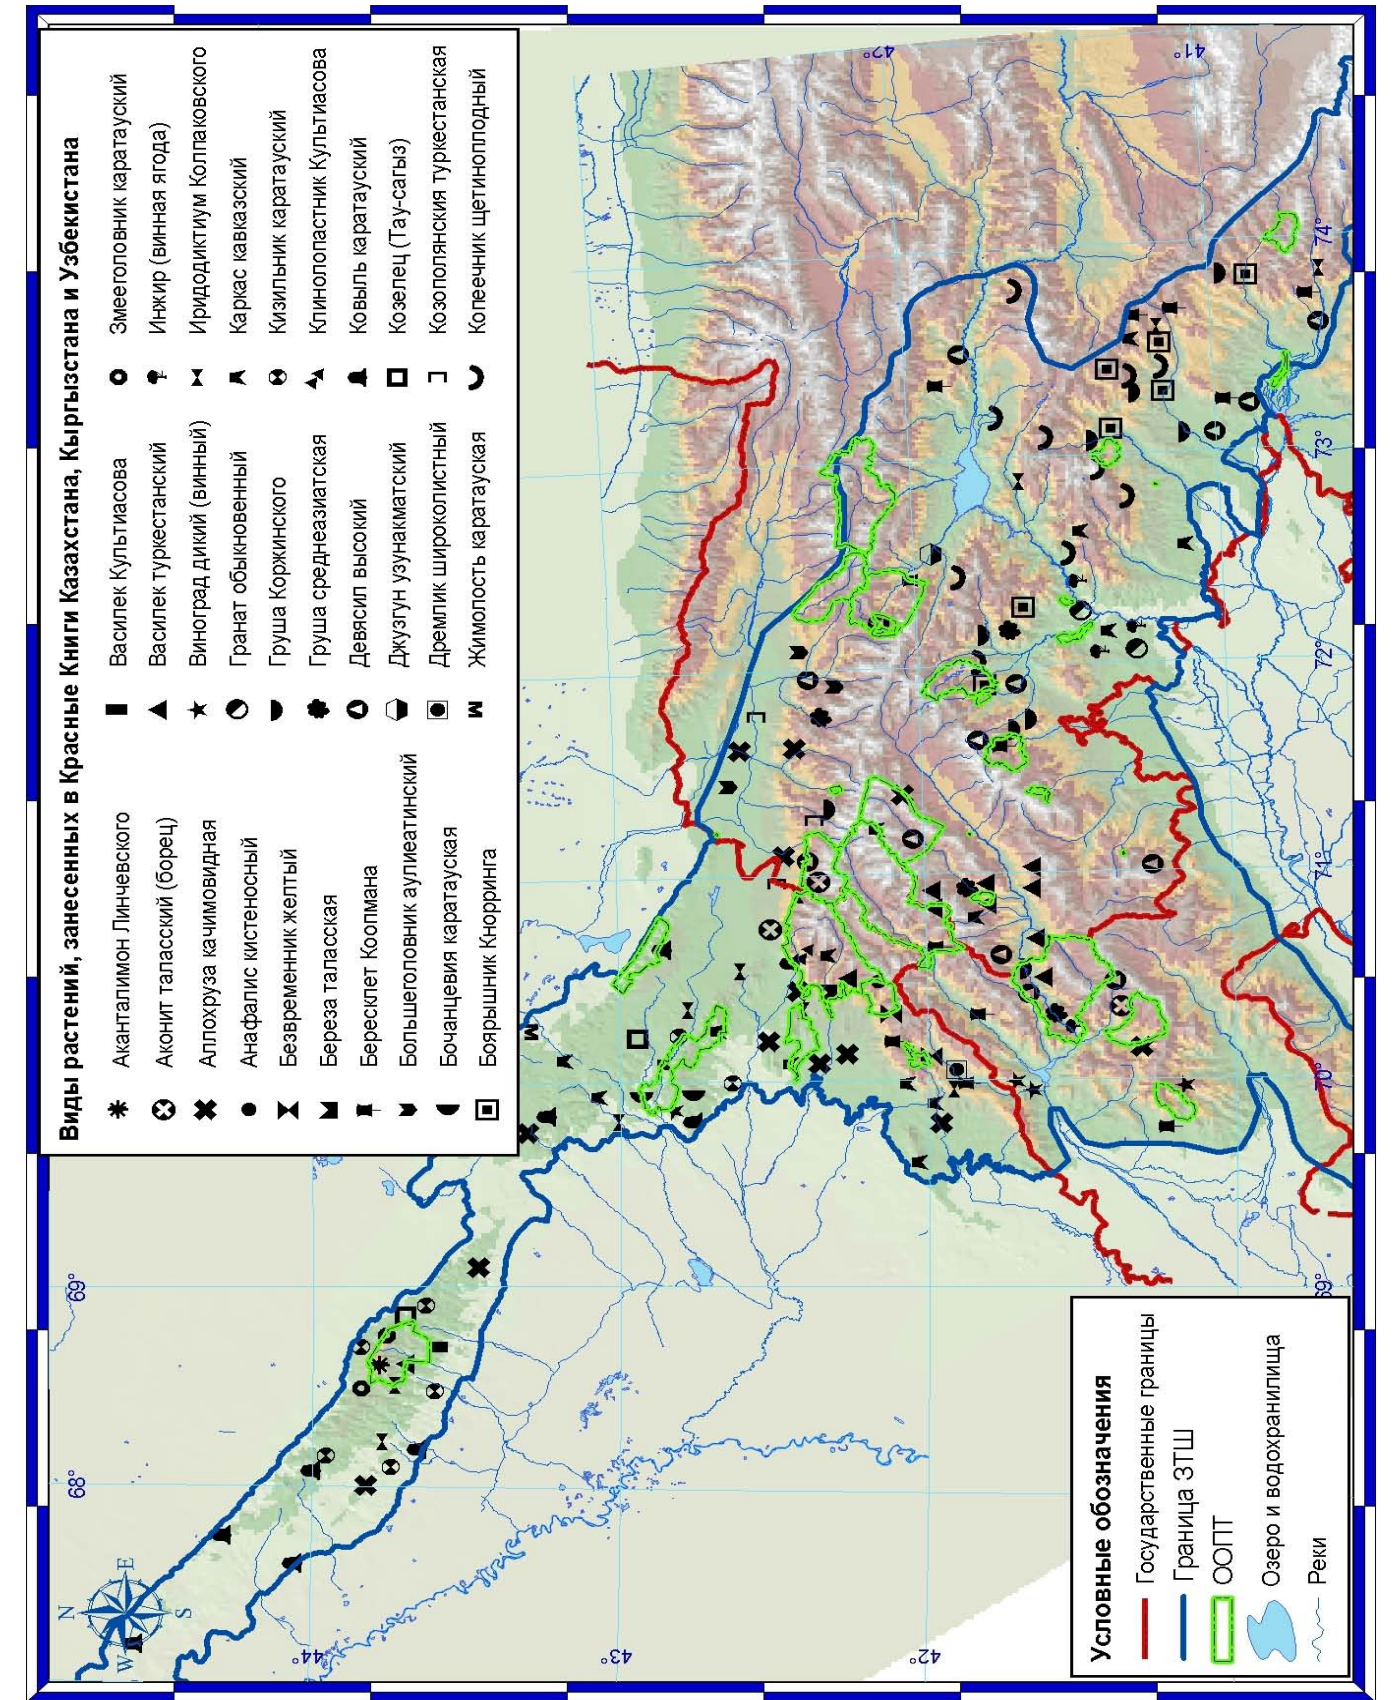 Виды растений, занесенных в Красные Книги Казахстана, Кыргызстана и Узбекистана
Аканталимон Линчевского
Аконит таласский (борец)
Аллохруза качимовидная
Анафалис кистеносный
Безвременник желтый
Береза таласская
Бересклет Коопмана
Большеголовник аулиеатинский
Бочанцевия каратауская
Боярышник Кнорринга
Василек Культиасова
Василек туркестанский
Виноград дикий (винный)
Гранат обыкновенный
Груша Коржинского
Груша среднеазиатская
Девясил высокий
Джузгун узунакматский
Дремлик широколистный
Жимолость каратауская
Змееголовник каратауский
Инжир (винная ягода)
Иридодиктиум Колпаковского
Каркас кавказский
Кизильник каратауский
Клинолопастник Культиасова
Ковыль каратауский
Козелец (Тау-сагыз)
Козополянския туркестанская
Копеечник щетиноплодный
N
W
E
S
68°
69°
44°
43°
42°
42°
41°
69°
70°
71°
72°
73°
74°
Условные обозначения
Государственные границы
Граница ЗТШ
ООПТ
Озеро и водохранилища
Реки